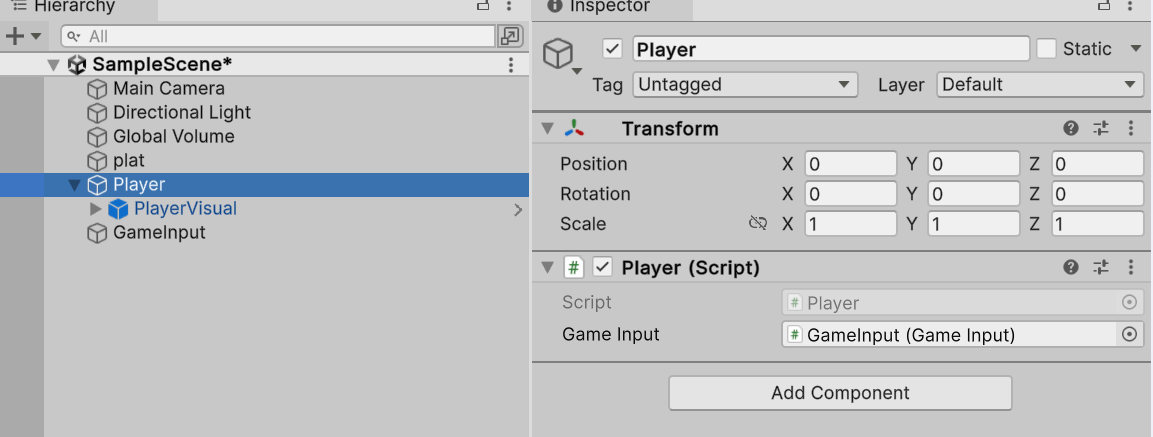 Hierarchy
All
SampleScene*
Main Camera
Directional Light
Global Volume
plat
Player
PlayerVisual
GameInput
Inspector
Player Static
Tag Untagged Layer Default
Transform
Position X 0 Y 0 Z 0
Rotation X 0 Y 0 Z 0
Scale X 1 Y 1 Z 1
# Player (Script)
Script # Player
Game Input # GameInput (Game Input)
Add Component